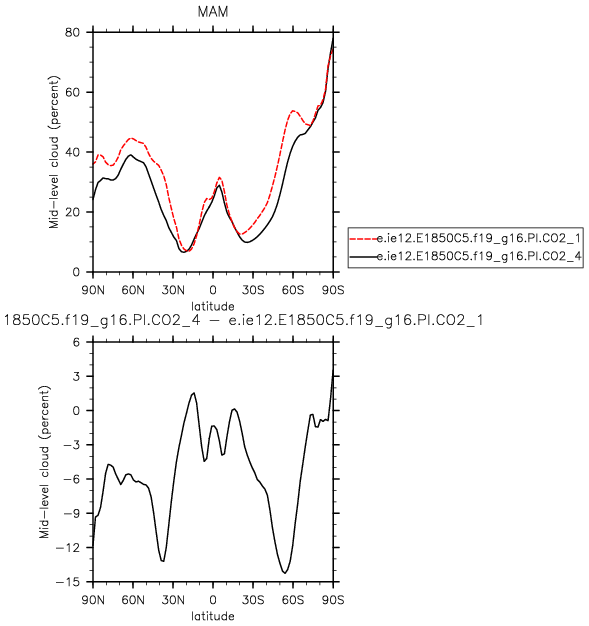 MAM
80
60
40
20
0
Mid-level cloud (percent)
90N 60N 30N 0 30S 60S 90S
latitude
e.ie12.E1850C5.f19_g16.PI.CO2_1
e.ie12.E1850C5.f19_g16.PI.CO2_4
1850C5.f19_g16.PI.CO2_4 − e.ie12.E1850C5.f19_g16.PI.CO2_1
6
3
0
−3
−6
−9
−12
−15
Mid-level cloud (percent)
90N 60N 30N 0 30S 60S 90S
latitude